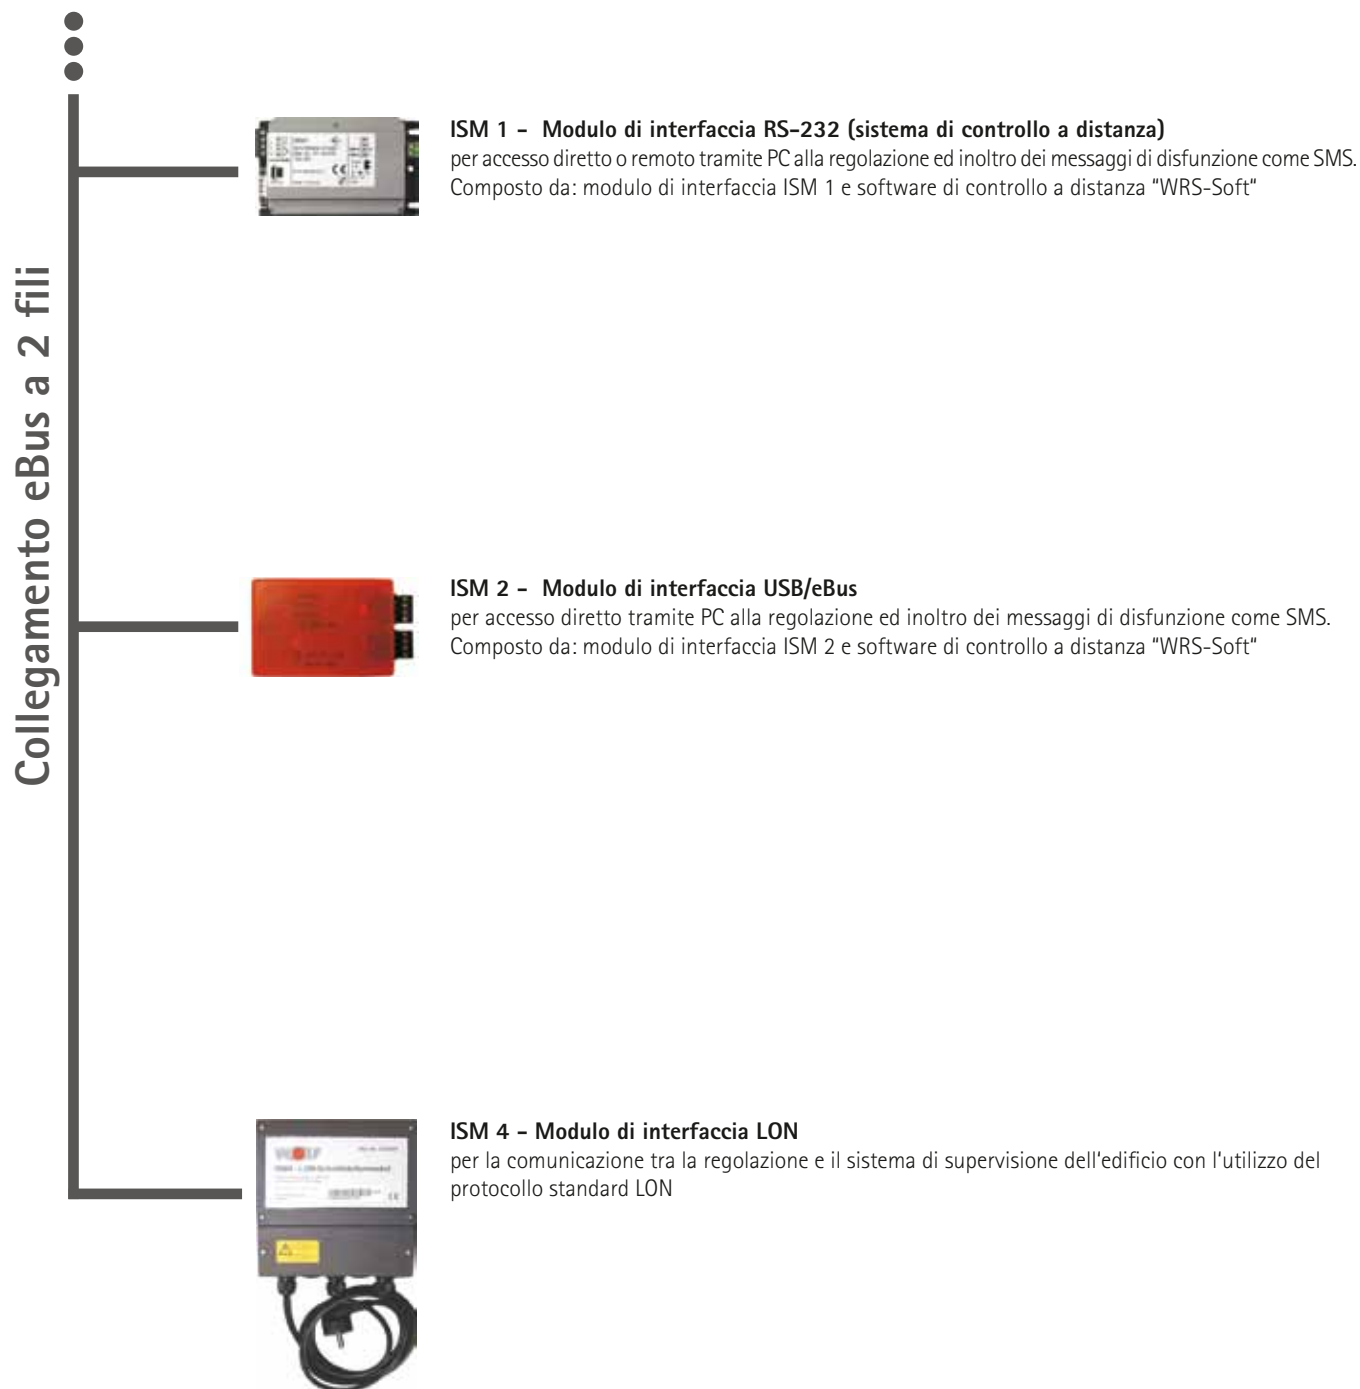 Collegamento eBus a 2 fili
ISM 1 - Modulo di interfaccia RS-232 (sistema di controllo a distanza)
per accesso diretto o remoto tramite PC alla regolazione ed inoltro dei messaggi di disfunzione come SMS.
Composto da: modulo di interfaccia ISM 1 e software di controllo a distanza "WRS-Soft"
ISM 2 - Modulo di interfaccia USB/eBus
per accesso diretto tramite PC alla regolazione ed inoltro dei messaggi di disfunzione come SMS.
Composto da: modulo di interfaccia ISM 2 e software di controllo a distanza "WRS-Soft"
WOLF
ISM 4 - Modulo di interfaccia LON
per la comunicazione tra la regolazione e il sistema di supervisione dell'edificio con l'utilizzo del
protocollo standard LON